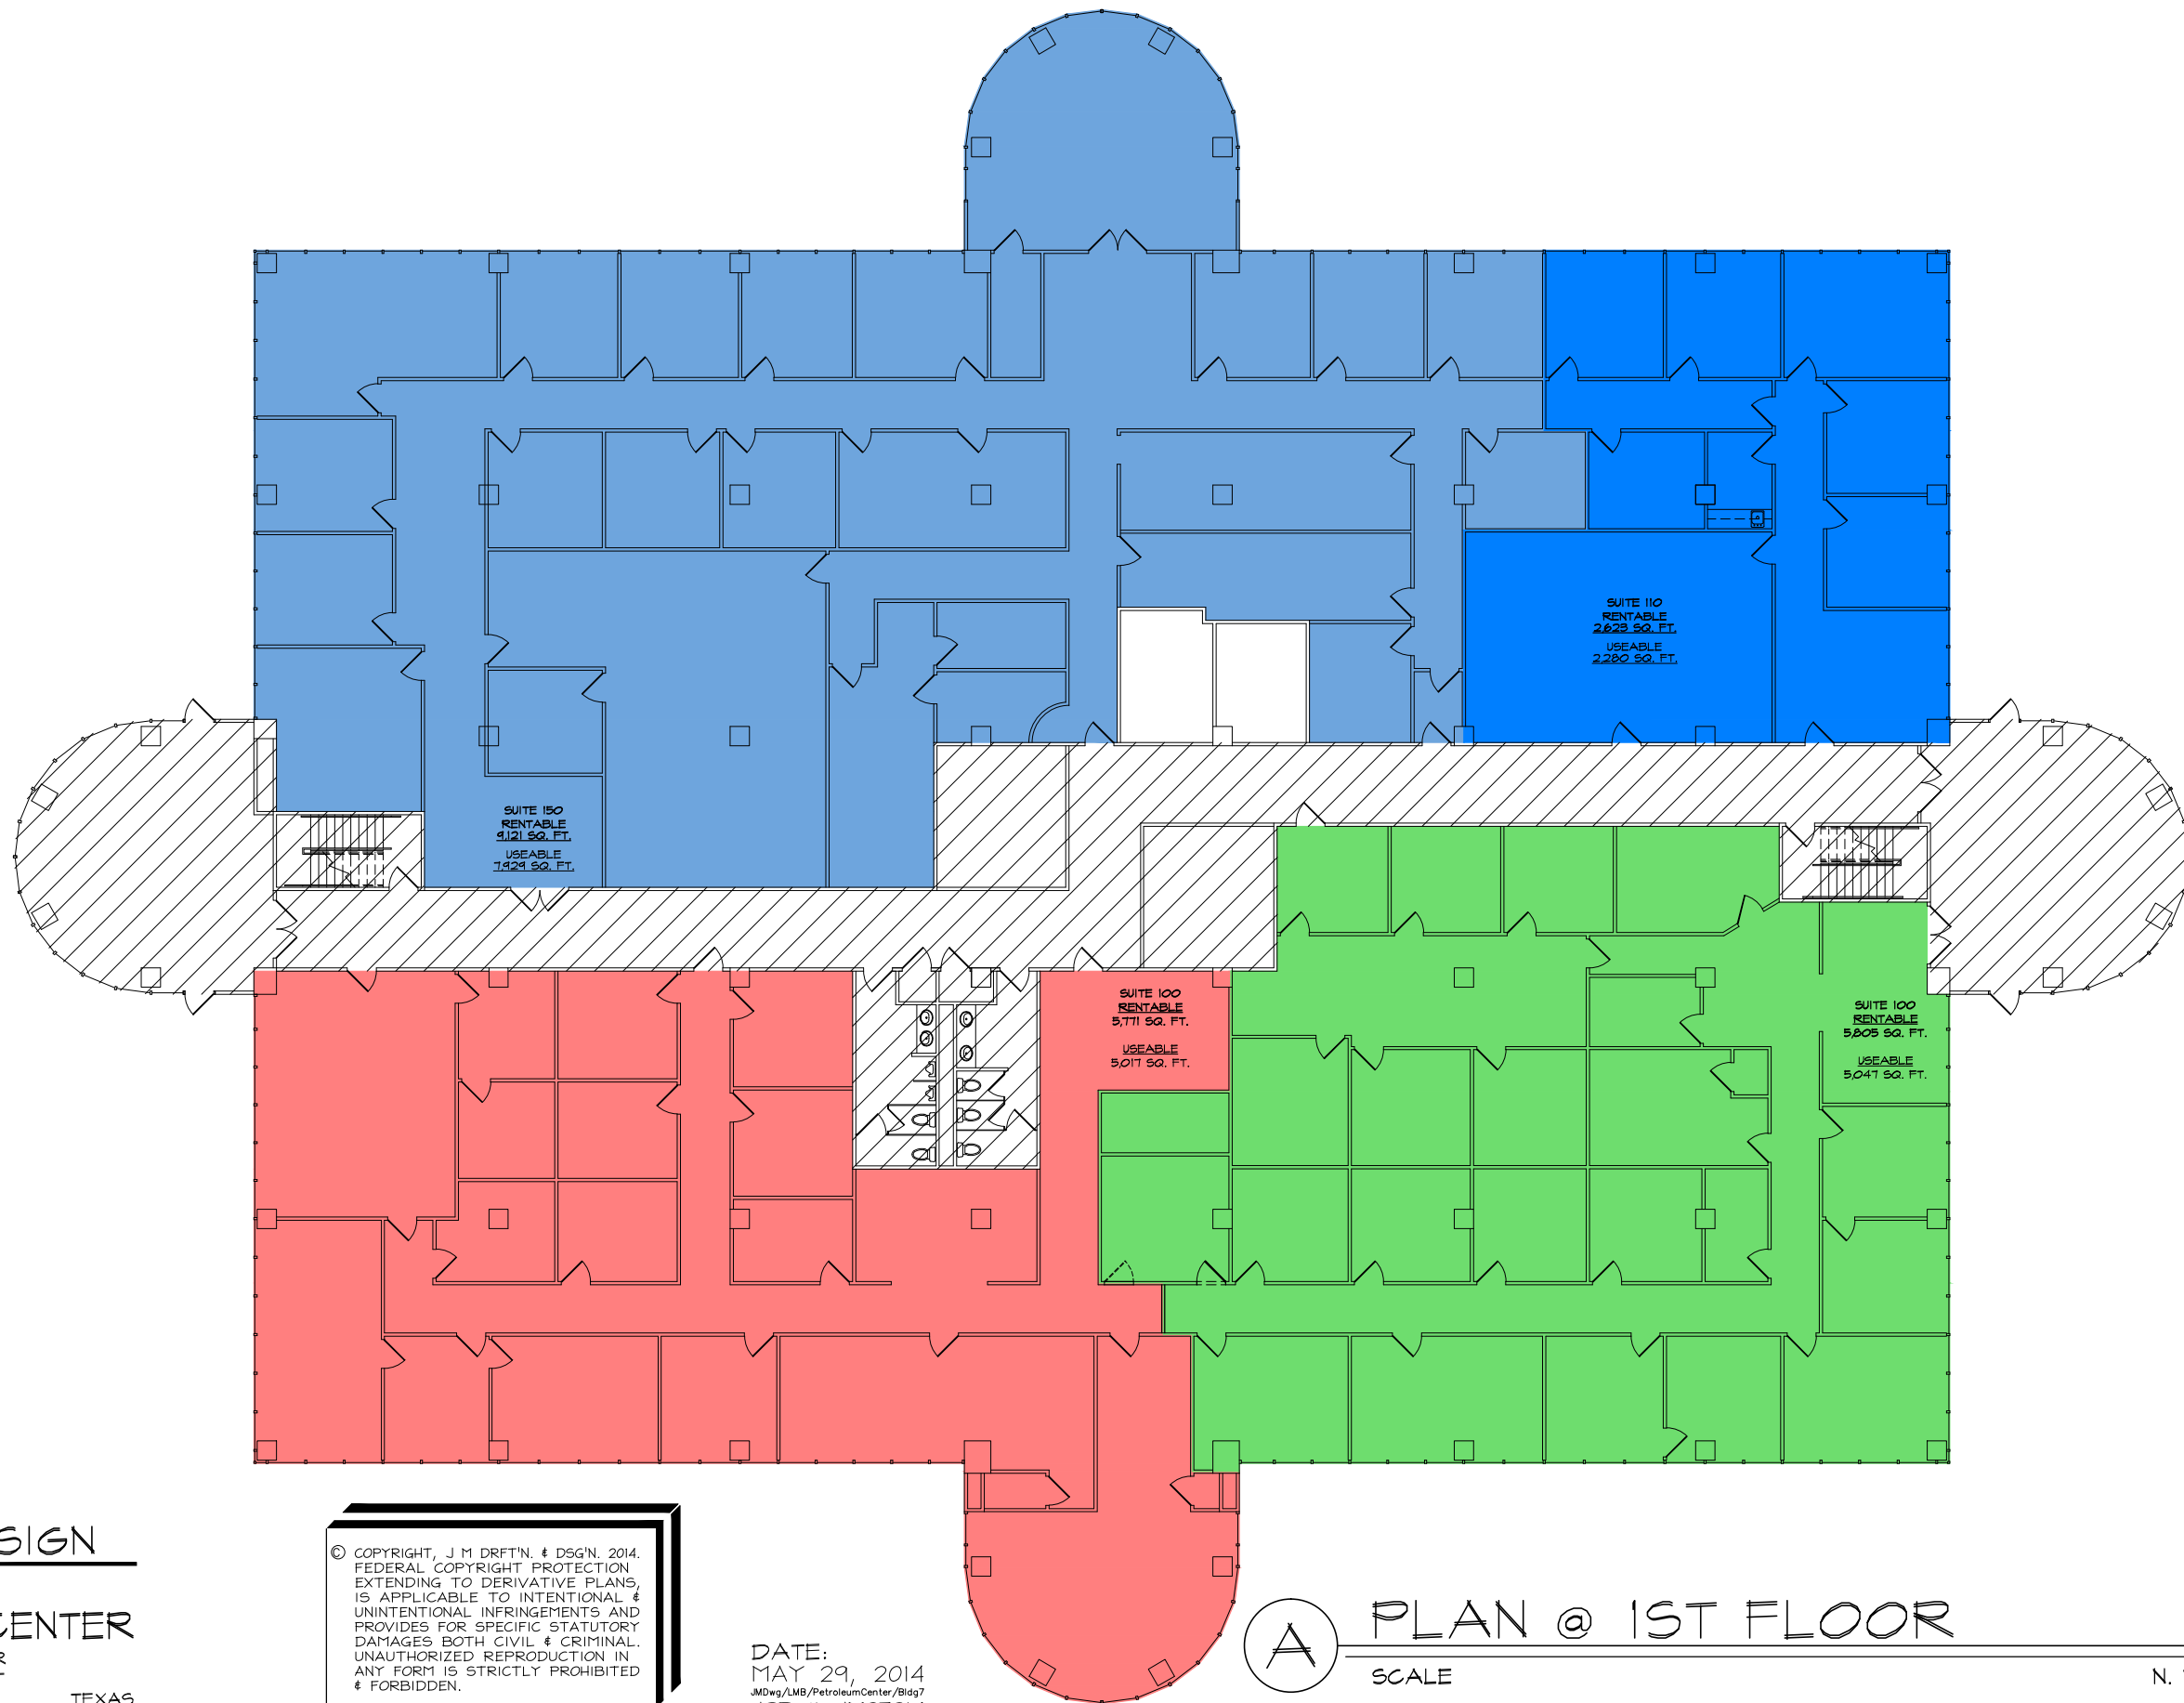 SUITE 110
RENTABLE
2,623 SQ. FT.
USEABLE
2,280 SQ. FT.
SUITE 150
RENTABLE
9,121 SQ. FT.
USEABLE
7,929 SQ. FT.
SUITE 100
RENTABLE
5,771 SQ. FT.
USEABLE
5,017 SQ. FT.
SUITE 100
RENTABLE
5,805 SQ. FT.
USEABLE
5,047 SQ. FT.
SIGN
CENTER
TEXAS
© COPYRIGHT, J M DRFT'N. & DSG'N. 2014.
FEDERAL COPYRIGHT PROTECTION
EXTENDING TO DERIVATIVE PLANS,
IS APPLICABLE TO INTENTIONAL &
UNINTENTIONAL INFRINGEMENTS AND
PROVIDES FOR SPECIFIC STATUTORY
DAMAGES BOTH CIVIL & CRIMINAL.
UNAUTHORIZED REPRODUCTION IN
ANY FORM IS STRICTLY PROHIBITED
& FORBIDDEN.
DATE:
MAY 29, 2014
JMDwg/LMB/PetroleumCenter/Bldg7
A
PLAN @ 1ST FLOOR
SCALE N.